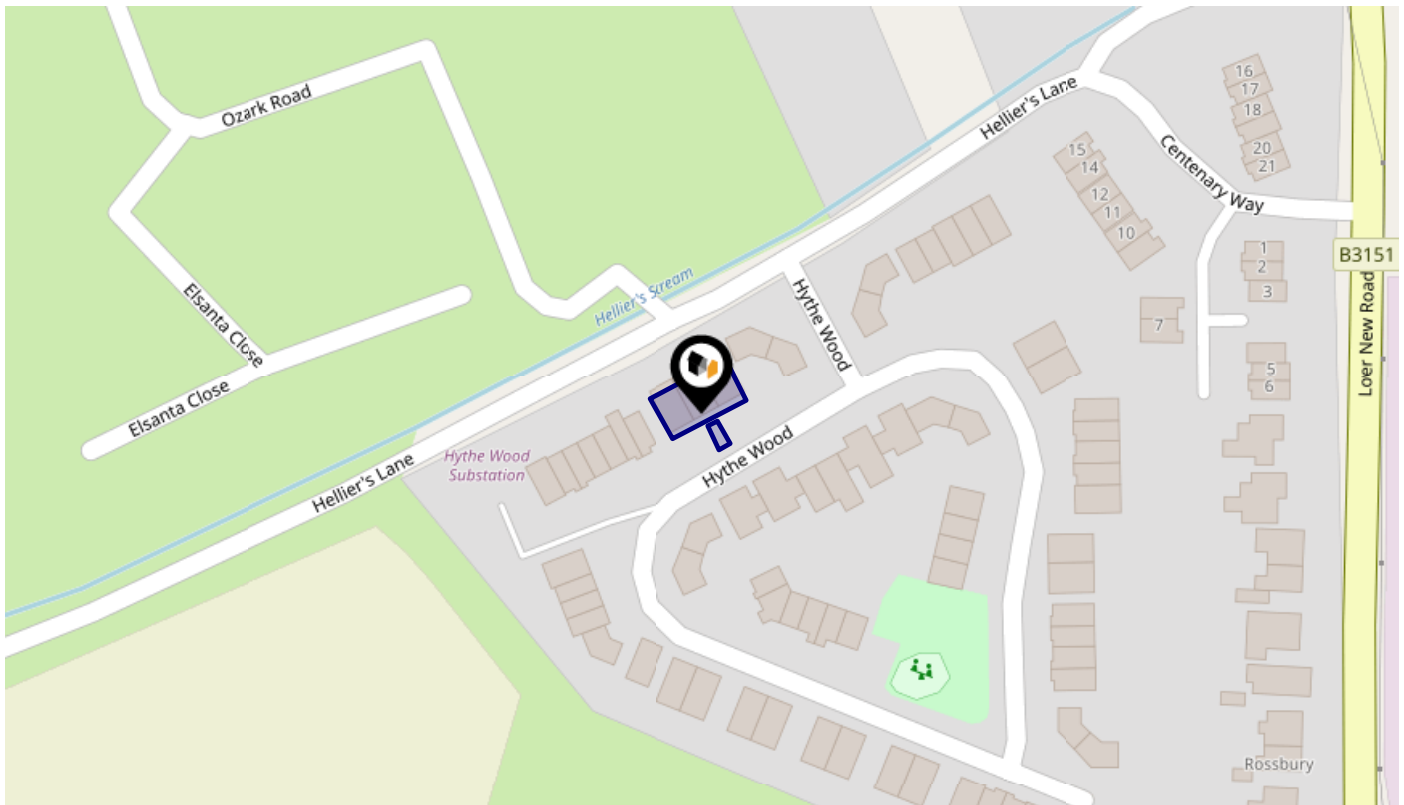 Ozark Road
Hellier's Lane
16
17
18
20
21
15
14
12
11
10
Centenary Way
B3151
1
2
3
Elsanta Close
Hellier's Stream
Hythe Wood
7
Loer New Road
5
6
Elsanta Close
Hythe Wood
Substation
Hythe Wood
Hellier's Lane
Rossbury